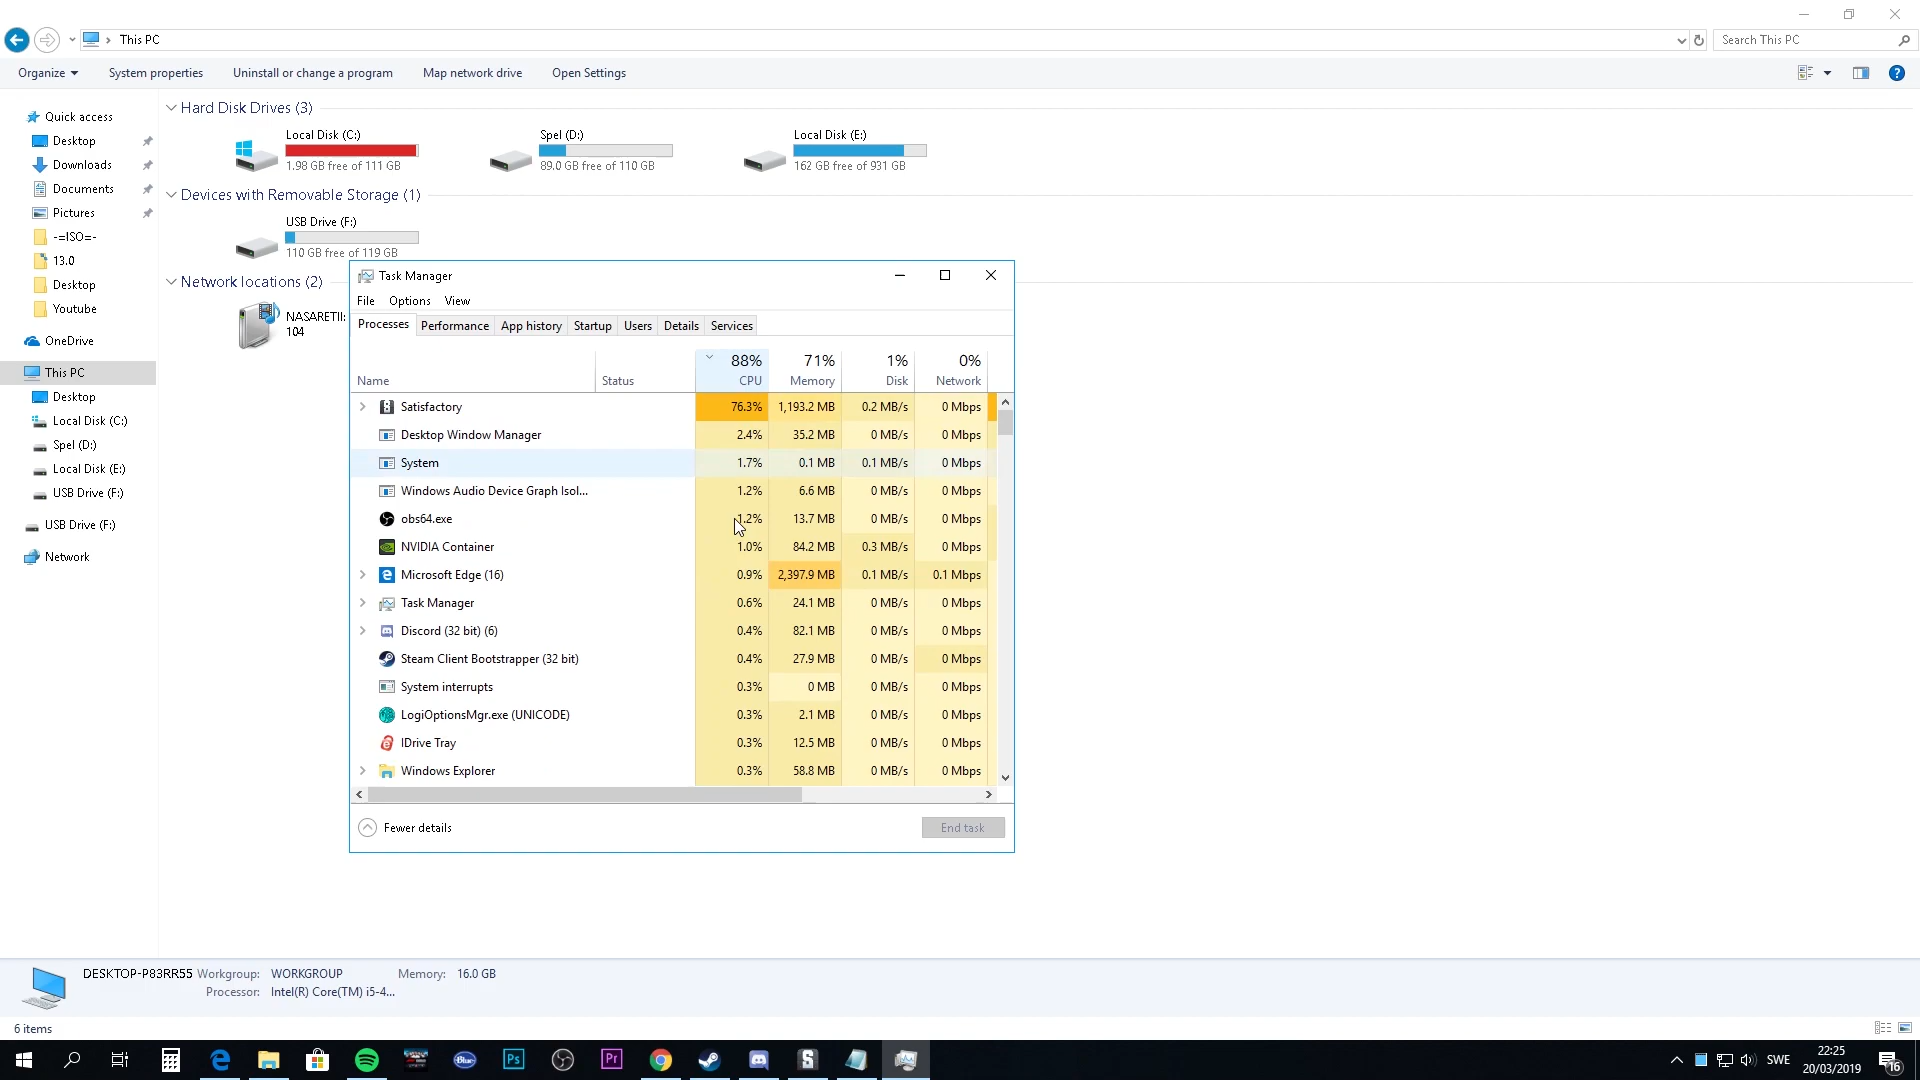 This PC
Search This PC
Organize
System properties
Uninstall or change a program
Map network drive
Open Settings
Quick access
Desktop
Downloads
Documents
Pictures
-=ISO=-
13.0
Desktop
Youtube
OneDrive
This PC
Desktop
Local Disk (C:)
Spel (D:)
Local Disk (E:)
USB Drive (F:)
USB Drive (F:)
Network
Hard Disk Drives (3)
Local Disk (C:)
1.98 GB free of 111 GB
Spel (D:)
89.0 GB free of 110 GB
Local Disk (E:)
162 GB free of 931 GB
Devices with Removable Storage (1)
USB Drive (F:)
110 GB free of 119 GB
Network locations (2)
NASARETII:
104
Task Manager
File Options View
Processes Performance App history Startup Users Details Services
88% 71% 1% 0%
Name Status CPU Memory Disk Network
Satisfactory 76.3% 1,193.2 MB 0.2 MB/s 0 Mbps
Desktop Window Manager 2.4% 35.2 MB 0 MB/s 0 Mbps
System 1.7% 0.1 MB 0.1 MB/s 0 Mbps
Windows Audio Device Graph Isol... 1.2% 6.6 MB 0 MB/s 0 Mbps
obs64.exe 1.2% 13.7 MB 0 MB/s 0 Mbps
NVIDIA Container 1.0% 84.2 MB 0.3 MB/s 0 Mbps
Microsoft Edge (16) 0.9% 2,397.9 MB 0.1 MB/s 0.1 Mbps
Task Manager 0.6% 24.1 MB 0 MB/s 0 Mbps
Discord (32 bit) (6) 0.4% 82.1 MB 0 MB/s 0 Mbps
Steam Client Bootstrapper (32 bit) 0.4% 27.9 MB 0 MB/s 0 Mbps
System interrupts 0.3% 0 MB 0 MB/s 0 Mbps
LogiOptionsMgr.exe (UNICODE) 0.3% 2.1 MB 0 MB/s 0 Mbps
IDrive Tray 0.3% 12.5 MB 0 MB/s 0 Mbps
Windows Explorer 0.3% 58.8 MB 0 MB/s 0 Mbps
Fewer details
End task
DESKTOP-P83RR55 Workgroup: WORKGROUP Memory: 16.0 GB
Processor: Intel(R) Core(TM) i5-4...
6 items
Blue
Ps
Pr
S
SWE
22:25
20/03/2019
16